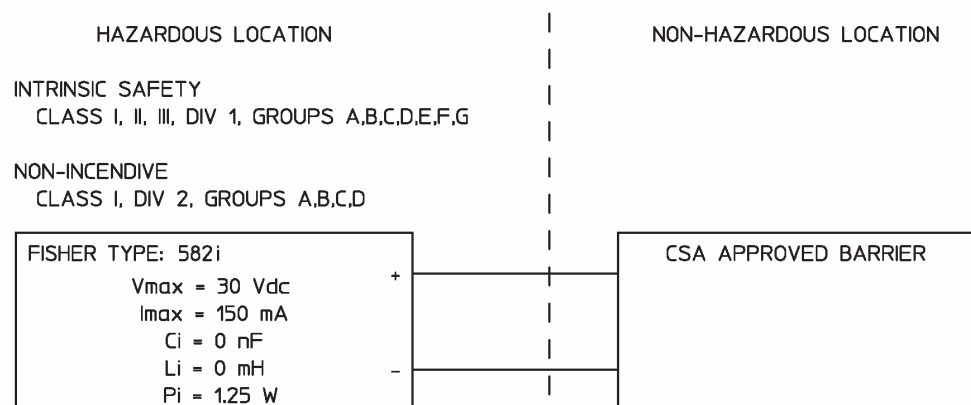 HAZARDOUS LOCATION
NON-HAZARDOUS LOCATION
INTRINSIC SAFETY
CLASS I, II, III, DIV 1, GROUPS A,B,C,D,E,F,G
NON-INCENDIVE
CLASS I, DIV 2, GROUPS A,B,C,D
FISHER TYPE: 582i
Vmax = 30 Vdc
Imax = 150 mA
Ci = 0 nF
Li = 0 mH
Pi = 1.25 W
+
-
CSA APPROVED BARRIER